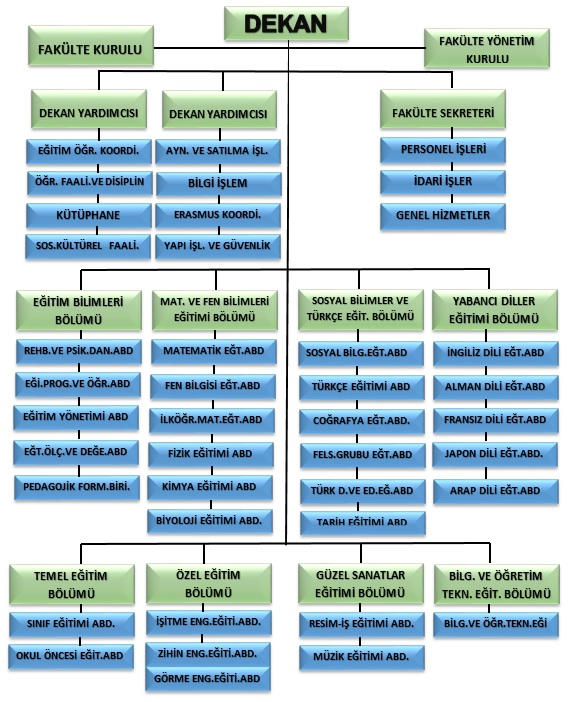 DEKAN
FAKÜLTE KURULU
FAKÜLTE YÖNETİM
KURULU
DEKAN YARDIMCISI
EĞİTİM ÖĞR. KOORDİ.
ÖĞR. FAALİ.VE DİSİPLİN
KÜTÜPHANE
SOS.KÜLTÜREL FAALİ.
DEKAN YARDIMCISI
AYN. VE SATILMA İŞL.
BİLGİ İŞLEM
ERASMUS KOORDİ.
YAPI İŞL. VE GÜVENLİK
FAKÜLTE SEKRETERİ
PERSONEL İŞLERİ
İDARİ İŞLER
GENEL HİZMETLER
EĞİTİM BİLİMLERİ
BÖLÜMÜ
REHB.VE PSİK.DAN.ABD
EĞİ.PROG.VE ÖĞR.ABD
EĞİTİM YÖNETİMİ ABD
EĞT.ÖLÇ.VE DEĞE.ABD
PEDAGOJİK FORM.BİRİ.
MAT. VE FEN BİLİMLERİ
EĞİTİMİ BÖLÜMÜ
MATEMATİK EĞT.ABD
FEN BİLGİSİ EĞT.ABD
İLKÖĞR.MAT.EĞT.ABD
FİZİK EĞİTİMİ ABD
KİMYA EĞİTİMİ ABD
BİYOLOJİ EĞİTİMİ ABD.
SOSYAL BİLİMLER VE
TÜRKÇE EĞİT. BÖLÜMÜ
SOSYAL BİLG.EĞT.ABD
TÜRKÇE EĞİTİMİ ABD
COĞRAFYA EĞT.ABD.
FELS.GRUBU EĞT.ABD
TÜRK D.VE ED.EĞ.ABD
TARİH EĞİTİMİ ABD
YABANCI DİLLER
EĞİTİMİ BÖLÜMÜ
İNGİLİZ DİLİ EĞT.ABD
ALMAN DİLİ EĞT.ABD
FRANSIZ DİLİ EĞT.ABD
JAPON DİLİ EĞT.ABD.
ARAP DİLİ EĞT.ABD
TEMEL EĞİTİM
BÖLÜMÜ
SINIF EĞİTİMİ ABD.
OKUL ÖNCESİ EĞİT.ABD
ÖZEL EĞİTİM
BÖLÜMÜ
İŞİTME ENG.EĞİTİ.ABD.
ZİHİN ENG.EĞİTİ.ABD.
GÖRME ENG.EĞİTİ.ABD
GÜZEL SANATLAR
EĞİTİMİ BÖLÜMÜ
RESİM-İŞ EĞİTİMİ ABD.
MÜZİK EĞİTİMİ ABD.
BİLG. VE ÖĞRETİM
TEKN. EĞİT. BÖLÜMÜ
BİLG.VE ÖĞR.TEKN.EĞİ